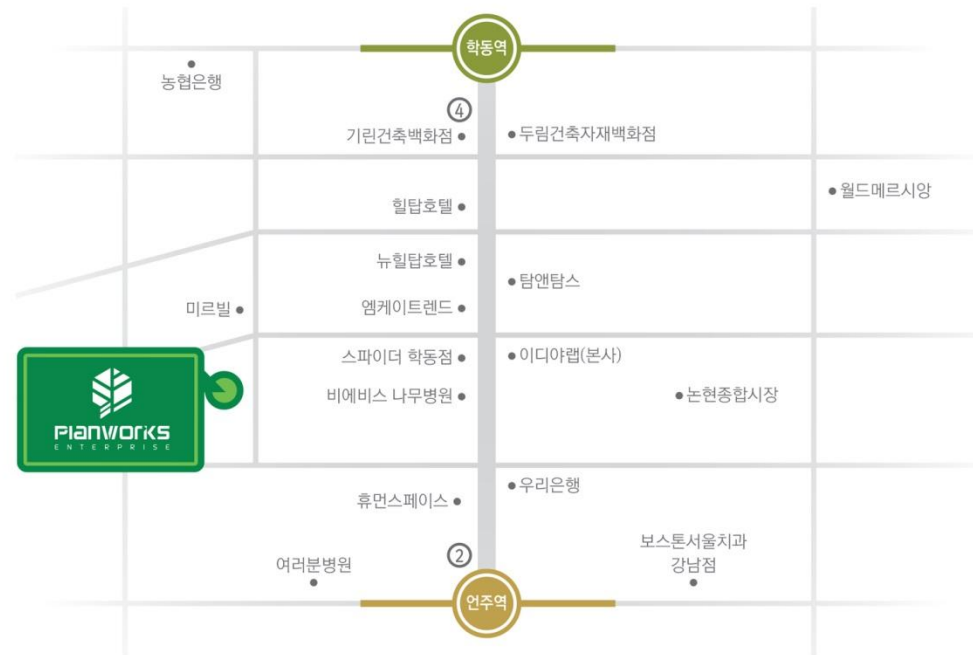 학동역
농협은행
④
기린건축백화점
두림건축자재백화점
월드메르시앙
힐탑호텔
뉴힐탑호텔
탐앤탐스
미르빌
엠케이트렌드
스파이더 학동점
이디야랩(본사)
비에비스 나무병원
논현종합시장
PlanWorks
ENTERPRISE
우리은행
휴먼스페이스
보스톤서울치과
강남점
②
여러분병원
언주역